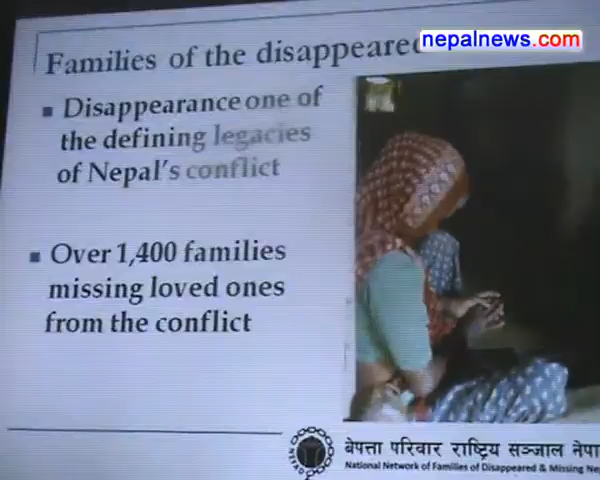 Families of the disappeared
nepalnews.com
Disappearance one of
the defining legacies
of Nepal's conflict
Over 1,400 families
missing loved ones
from the conflict
बेपत्ता परिवार राष्ट्रिय सञ्जाल नेपा
National Network of Families of Disappeared & Missing Ne